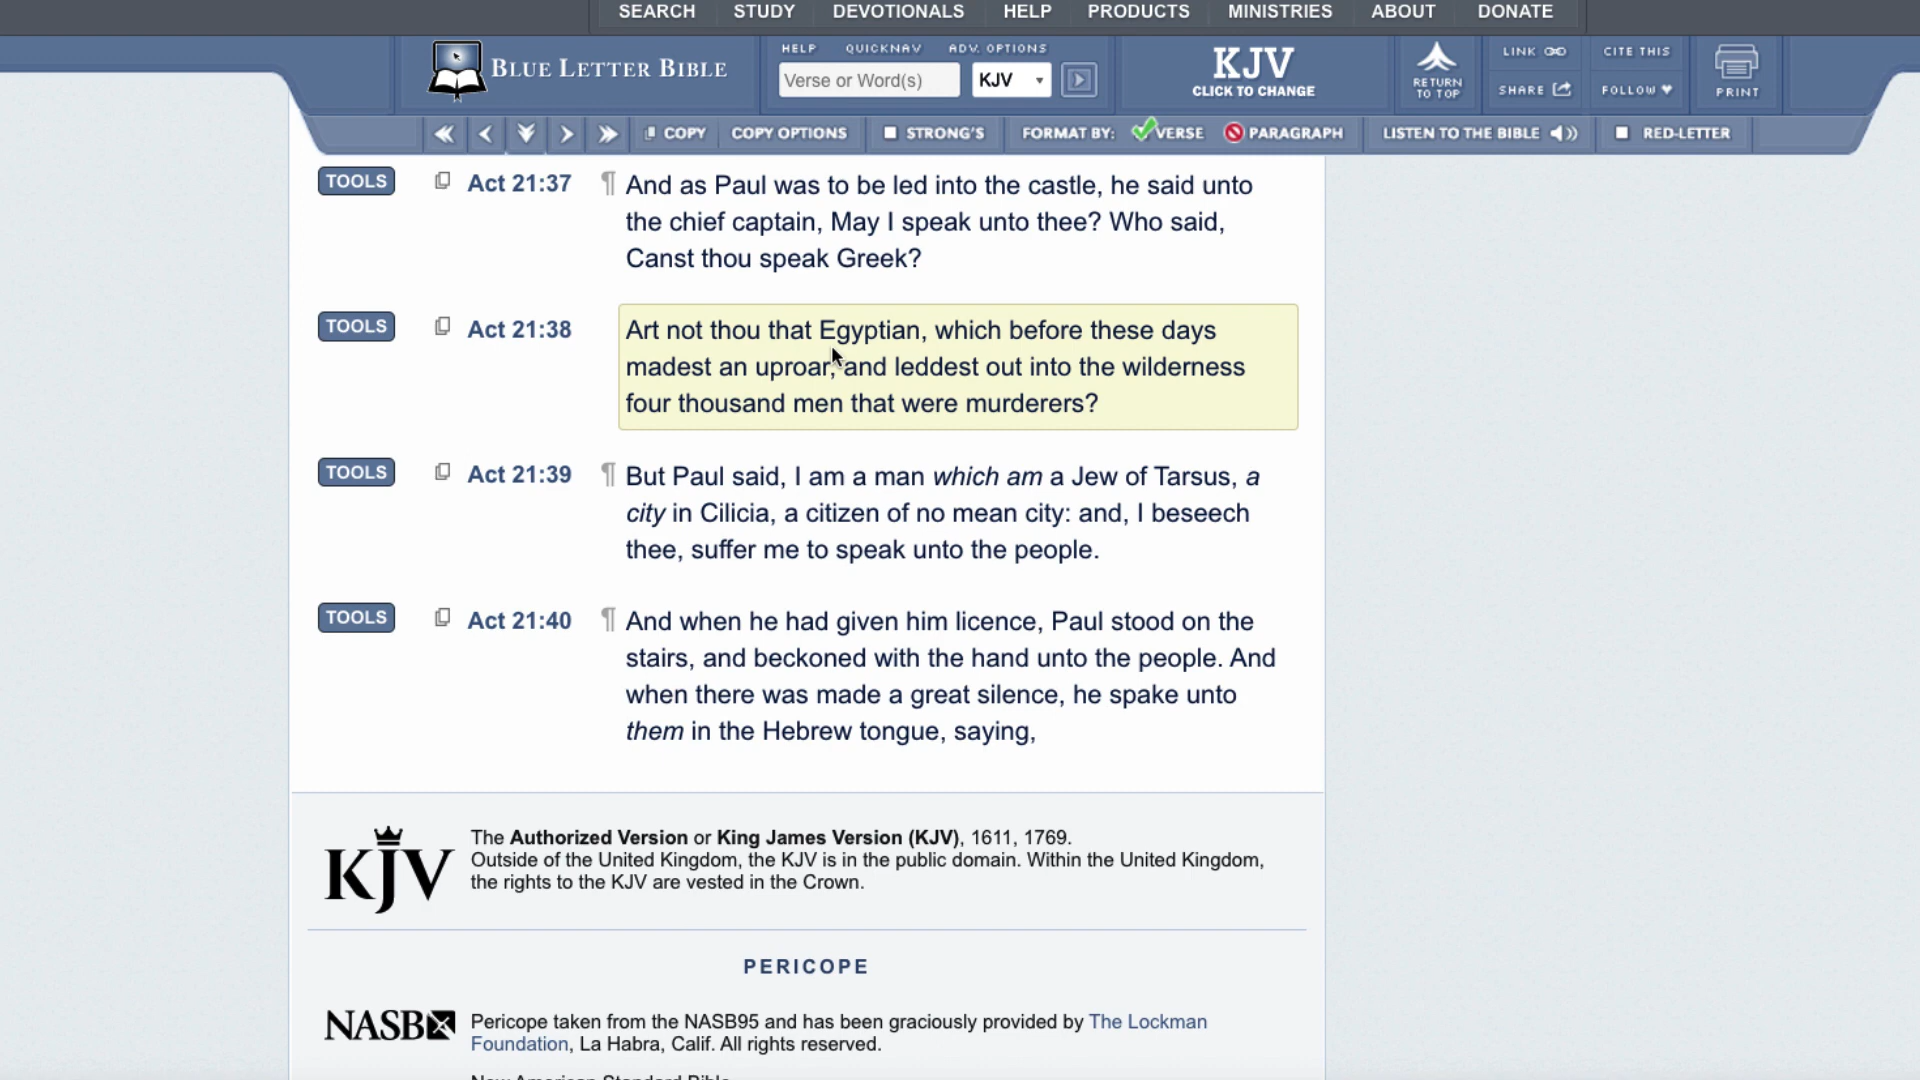 SEARCH STUDY DEVOTIONALS HELP PRODUCTS MINISTRIES ABOUT DONATE
BLUE LETTER BIBLE
HELP QUICKNAV ADV. OPTIONS
Verse or Word(s) KJV
KJV
CLICK TO CHANGE
RETURN
TO TOP
LINK CITE THIS
SHARE FOLLOW
PRINT
COPY COPY OPTIONS STRONG'S FORMAT BY: VERSE PARAGRAPH LISTEN TO THE BIBLE RED-LETTER
TOOLS Act 21:37 ¶ And as Paul was to be led into the castle, he said unto
the chief captain, May I speak unto thee? Who said,
Canst thou speak Greek?
TOOLS Act 21:38 Art not thou that Egyptian, which before these days
madest an uproar, and leddest out into the wilderness
four thousand men that were murderers?
TOOLS Act 21:39 ¶ But Paul said, I am a man which am a Jew of Tarsus, a
city in Cilicia, a citizen of no mean city: and, I beseech
thee, suffer me to speak unto the people.
TOOLS Act 21:40 ¶ And when he had given him licence, Paul stood on the
stairs, and beckoned with the hand unto the people. And
when there was made a great silence, he spake unto
them in the Hebrew tongue, saying,
KJV
The Authorized Version or King James Version (KJV), 1611, 1769.
Outside of the United Kingdom, the KJV is in the public domain. Within the United Kingdom,
the rights to the KJV are vested in the Crown.
PERICOPE
NASB
Pericope taken from the NASB95 and has been graciously provided by The Lockman
Foundation, La Habra, Calif. All rights reserved.
New American Standard Bible